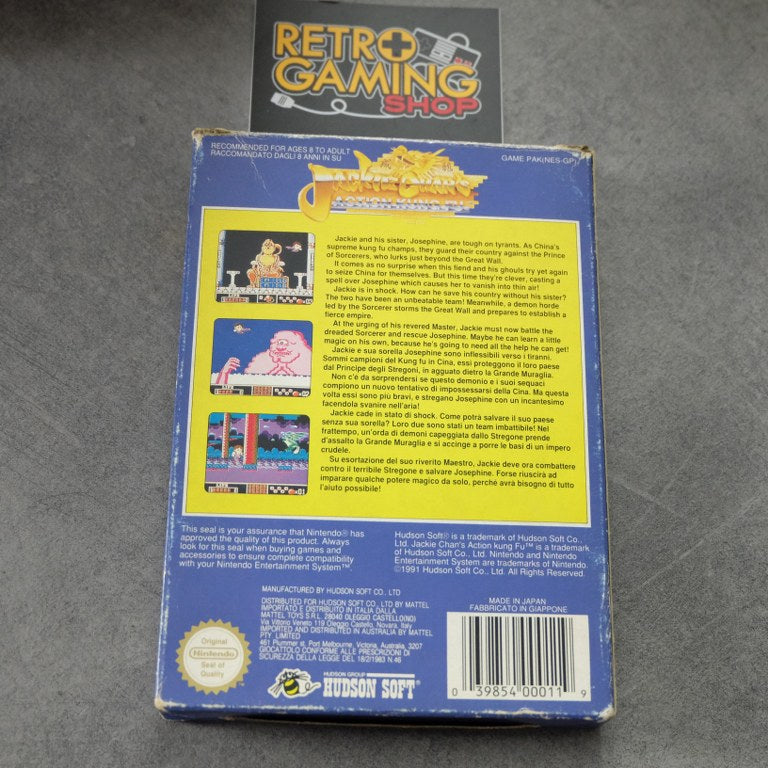 RETRO
GAMING
SHOP
RECOMMENDED FOR AGES 8 TO ADULT
RACCOMANDATO DAGLI 8 ANNI IN SU
GAME PAK(NES-GP)
JACKIE CHAN'S
ACTION KUNG FU
Jackie and his sister, Josephine, are tough on tyrants. As China's
supreme kung fu champs, they guard their country against the Prince
of Sorcerers, who lurks just beyond the Great Wall.
It comes as no surprise when this fiend and his ghouls try yet again
to seize China for themselves. But this time they're clever, casting a
spell over Josephine which causes her to vanish into thin air!
Jackie is in shock. How can he save his country without his sister?
The two have been an unbeatable team! Meanwhile, a demon horde
led by the Sorcerer storms the Great Wall and prepares to establish a
fierce empire.
At the urging of his revered Master, Jackie must now battle the
dreaded Sorcerer and rescue Josephine. Maybe he can learn a little
magic on his own, because he's going to need all the help he can get!
Jackie e sua sorella Josephine sono inflessibili verso i tiranni.
Sommi campioni del Kung fu in Cina, essi proteggono il loro paese
dal Principe degli Stregoni, in agguato dietro la Grande Muraglia.
Non c'è da sorprendersi se questo demonio e i suoi seguaci
compiono un nuovo tentativo di impossessarsi della Cina. Ma questa
volta essi sono più bravi, e stregano Josephine con un incantesimo
facendola svanire nell'aria!
Jackie cade in stato di shock. Come potrà salvare il suo paese
senza sua sorella? Loro due sono stati un team imbattibile! Nel
frattempo, un'orda di demoni capeggiata dallo Stregone prende
d'assalto la Grande Muraglia e si accinge a porre le basi di un impero
crudele.
Su esortazione del suo riverito Maestro, Jackie deve ora combattere
contro il terribile Stregone e salvare Josephine. Forse riuscirà ad
imparare qualche potere magico da solo, perché avrà bisogno di tutto
l'aiuto possibile!
This seal is your assurance that Nintendo® has
approved the quality of this product. Always
look for this seal when buying games and
accessories to ensure complete compatibility
with your Nintendo Entertainment System™.
Hudson Soft® is a trademark of Hudson Soft Co.,
Ltd. Jackie Chan's Action kung Fu™ is a trademark
of Hudson Soft Co., Ltd. Nintendo and Nintendo
Entertainment System are trademarks of Nintendo.
©1991 Hudson Soft Co., Ltd. All Rights Reserved.
MANUFACTURED BY HUDSON SOFT CO., LTD
DISTRIBUTED FOR HUDSON SOFT CO., LTD BY MATTEL
IMPORTATO E DISTRIBUITO IN ITALIA DALLA
MATTEL TOYS S.R.L. 28040 OLEGGIO CASTELLO(NO)
Via Vittorio Veneto 119 Oleggio Castello, Novara, Italy
IMPORTED AND DISTRIBUTED IN AUSTRALIA BY MATTEL
PTY. LIMITED
461 Plummer st. Port Melbourne, Victoria, Australia, 3207
GIOCATTOLO CONFORME ALLE PRESCRIZIONI DI
SICUREZZA DELLA LEGGE DEL 18/2/1983 N.46
MADE IN JAPAN
FABBRICATO IN GIAPPONE
Original
Nintendo
Seal of
Quality
HUDSON GROUP
HUDSON SOFT®
0 39854 00011 9